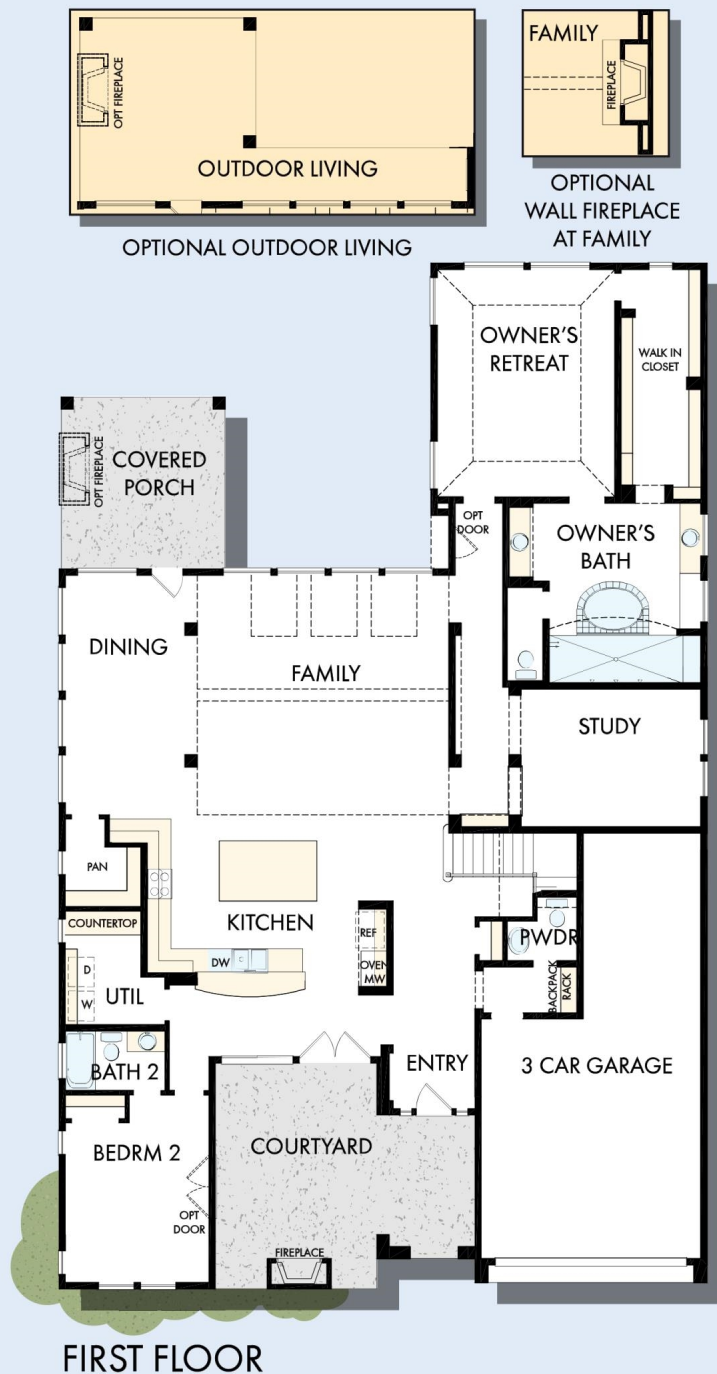 OPT FIREPLACE
OUTDOOR LIVING
OPTIONAL OUTDOOR LIVING
FAMILY
FIREPLACE
OPTIONAL
WALL FIREPLACE
AT FAMILY
OWNER'S
RETREAT
WALK IN
CLOSET
OPT FIREPLACE
COVERED
PORCH
OPT
DOOR
OWNER'S
BATH
DINING
FAMILY
STUDY
PAN
KITCHEN
COUNTERTOP
REF
PWDR
DW
OVEN
MW
D
W
UTIL
BACKPACK
RACK
BATH 2
ENTRY
3 CAR GARAGE
BEDRM 2
COURTYARD
OPT
DOOR
FIREPLACE
FIRST FLOOR